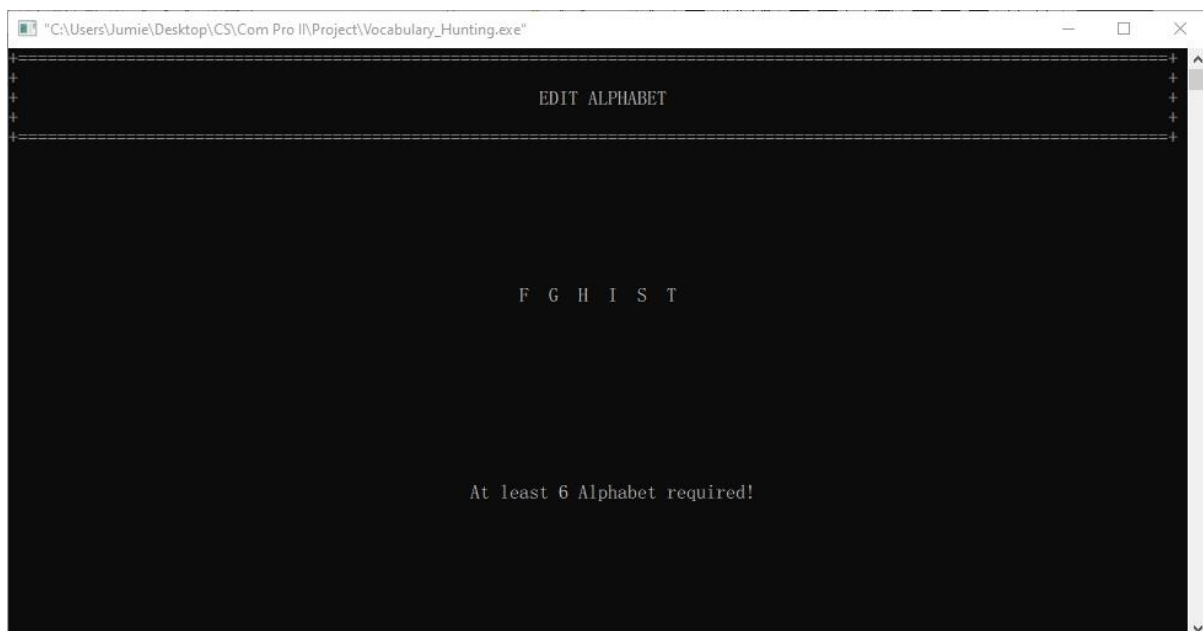 "C:\Users\Jumie\Desktop\CS\Com Pro II\Project\Vocabulary_Hunting.exe"
EDIT ALPHABET
F G H I S T
At least 6 Alphabet required!